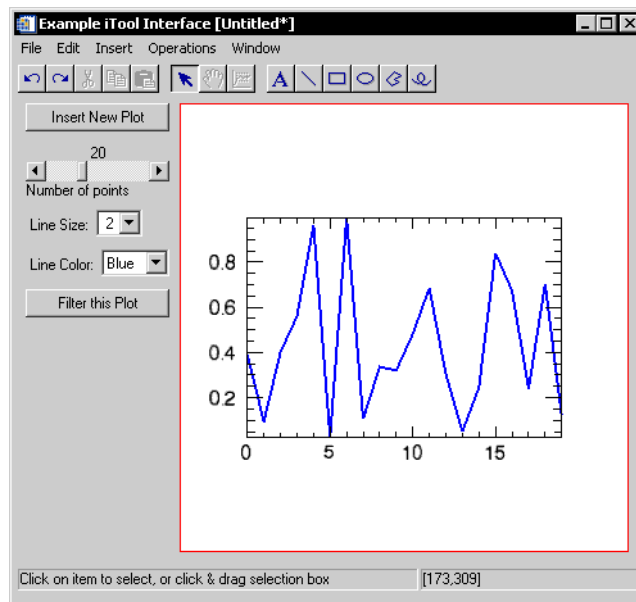 Example iTool Interface [Untitled*]
File Edit Insert Operations Window
A
Insert New Plot
20
Number of points
Line Size: 2
Line Color: Blue
Filter this Plot
0.8
0.6
0.4
0.2
0 5 10 15
Click on item to select, or click & drag selection box [173,309]